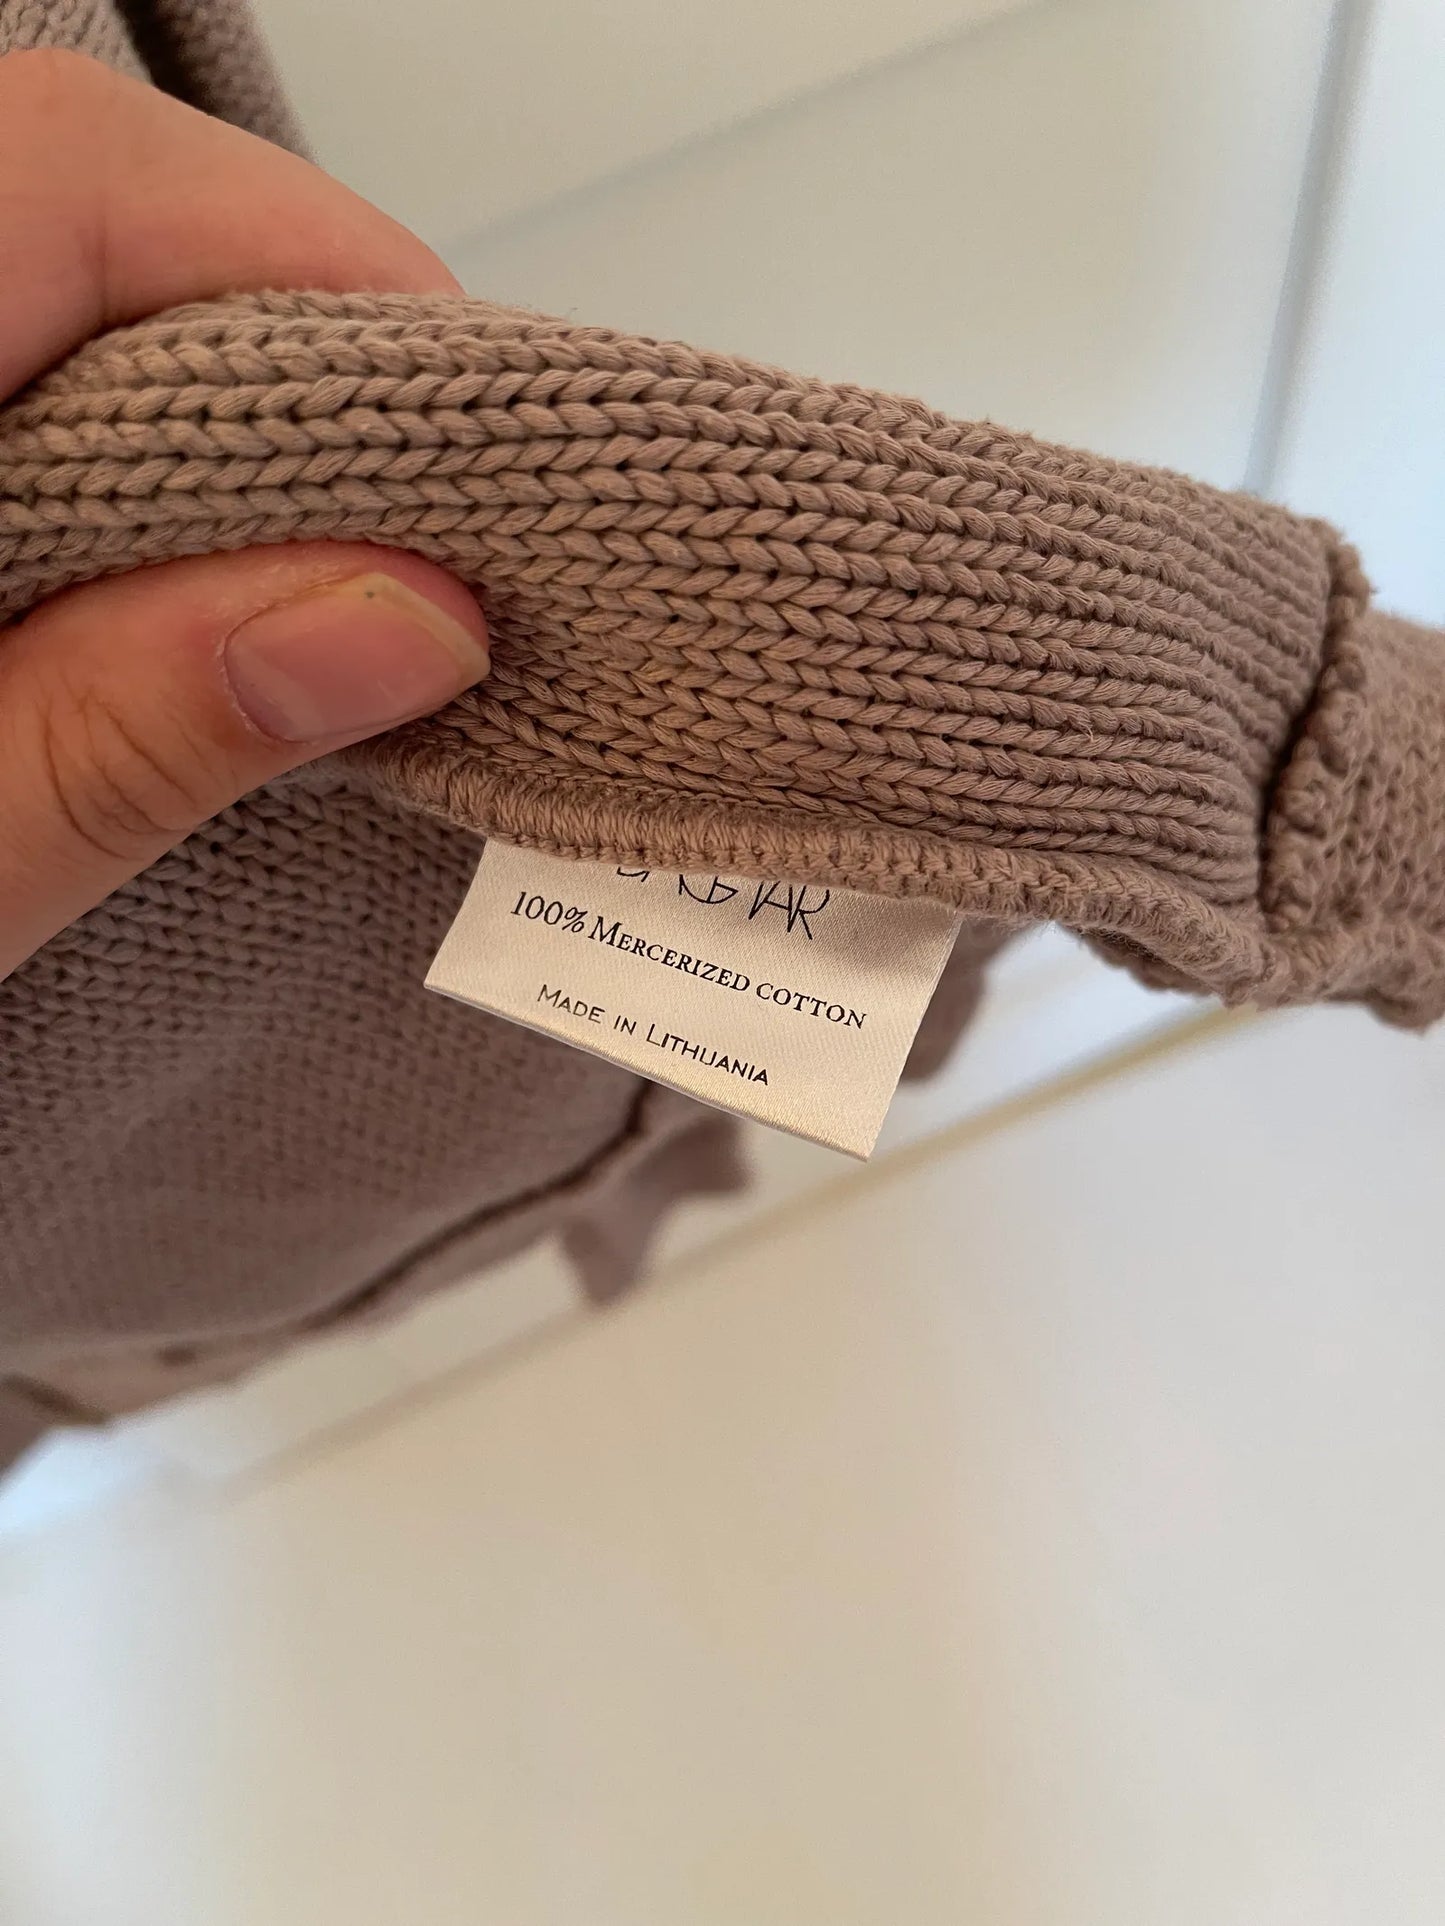 100% MERCERIZED COTTON
MADE IN LITHUANIA